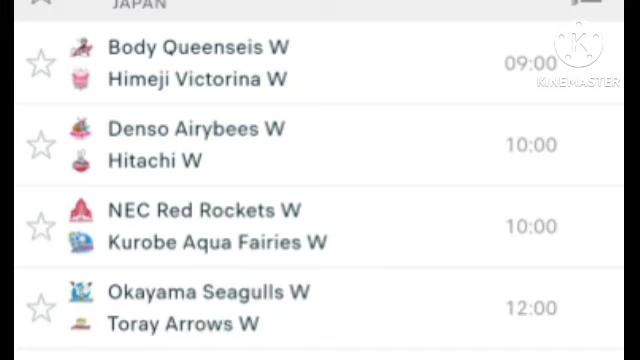 JAPAN
Body Queenseis W
Himeji Victorina W
09:00
K
KINEMASTER
Denso Airybees W
Hitachi W
10:00
NEC Red Rockets W
Kurobe Aqua Fairies W
10:00
Okayama Seagulls W
Toray Arrows W
12:00